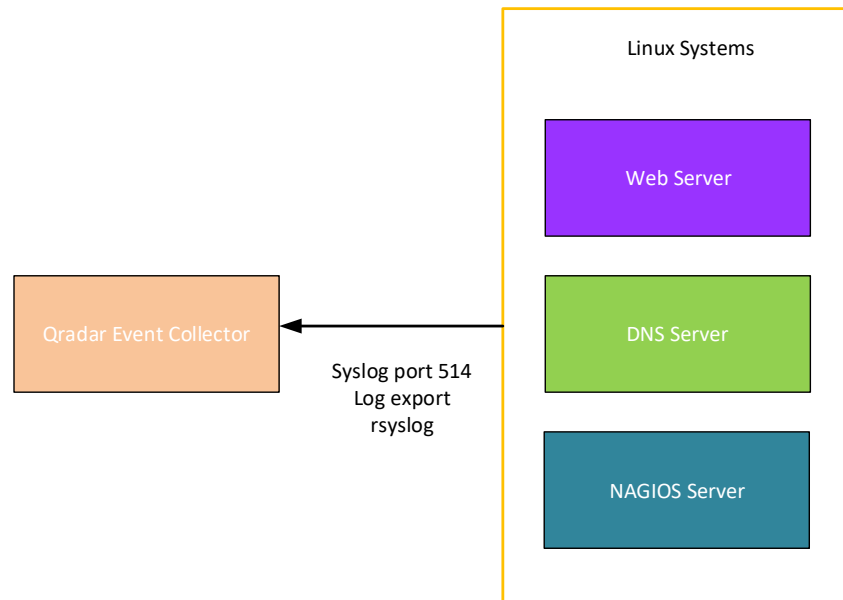 Linux Systems
Web Server
Qradar Event Collector
DNS Server
Syslog port 514
Log export
rsyslog
NAGIOS Server